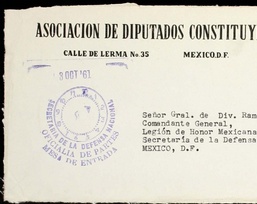 ASOCIACION DE DIPUTADOS CONSTITUY
CALLE DE LERMA No. 35 MEXICO, D.F.
3 OCT '61
SECRETARIA DE LA DEFENSA NACIONAL
OFICIALIA DE PARTES
MESA DE ENTRADA
Señor Gral. de Div. Ram
Comandante General,
Legión de Honor Mexicana
Secretaría de la Defensa
MEXICO, D. F.